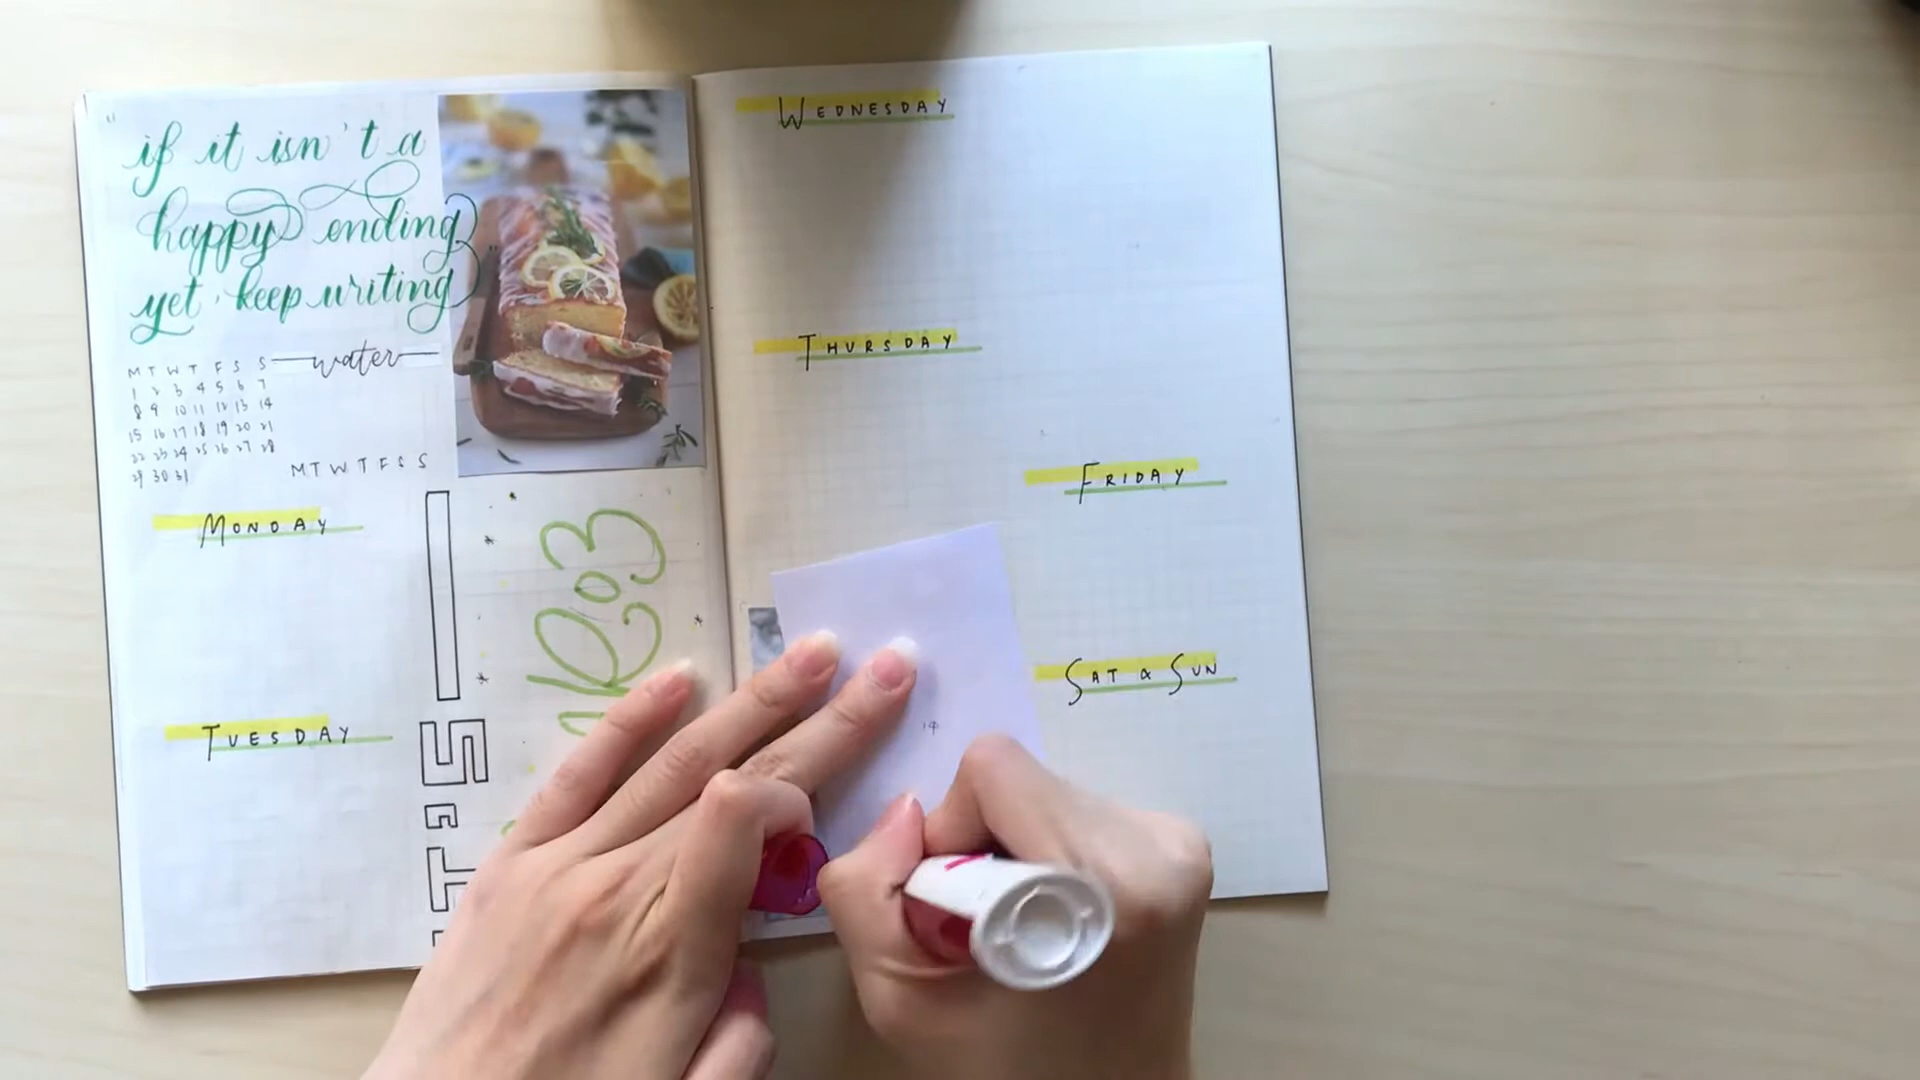 "if it isn't a
happy ending
yet, keep writing"
water
M T W T F S S
1 2 3 4 5 6 7
8 9 10 11 12 13 14
15 16 17 18 19 20 21
22 23 24 25 26 27 28
29 30 31
M T W T F S S
MONDAY
TUESDAY
IT'S
WEDNESDAY
THURSDAY
FRIDAY
SAT & SUN